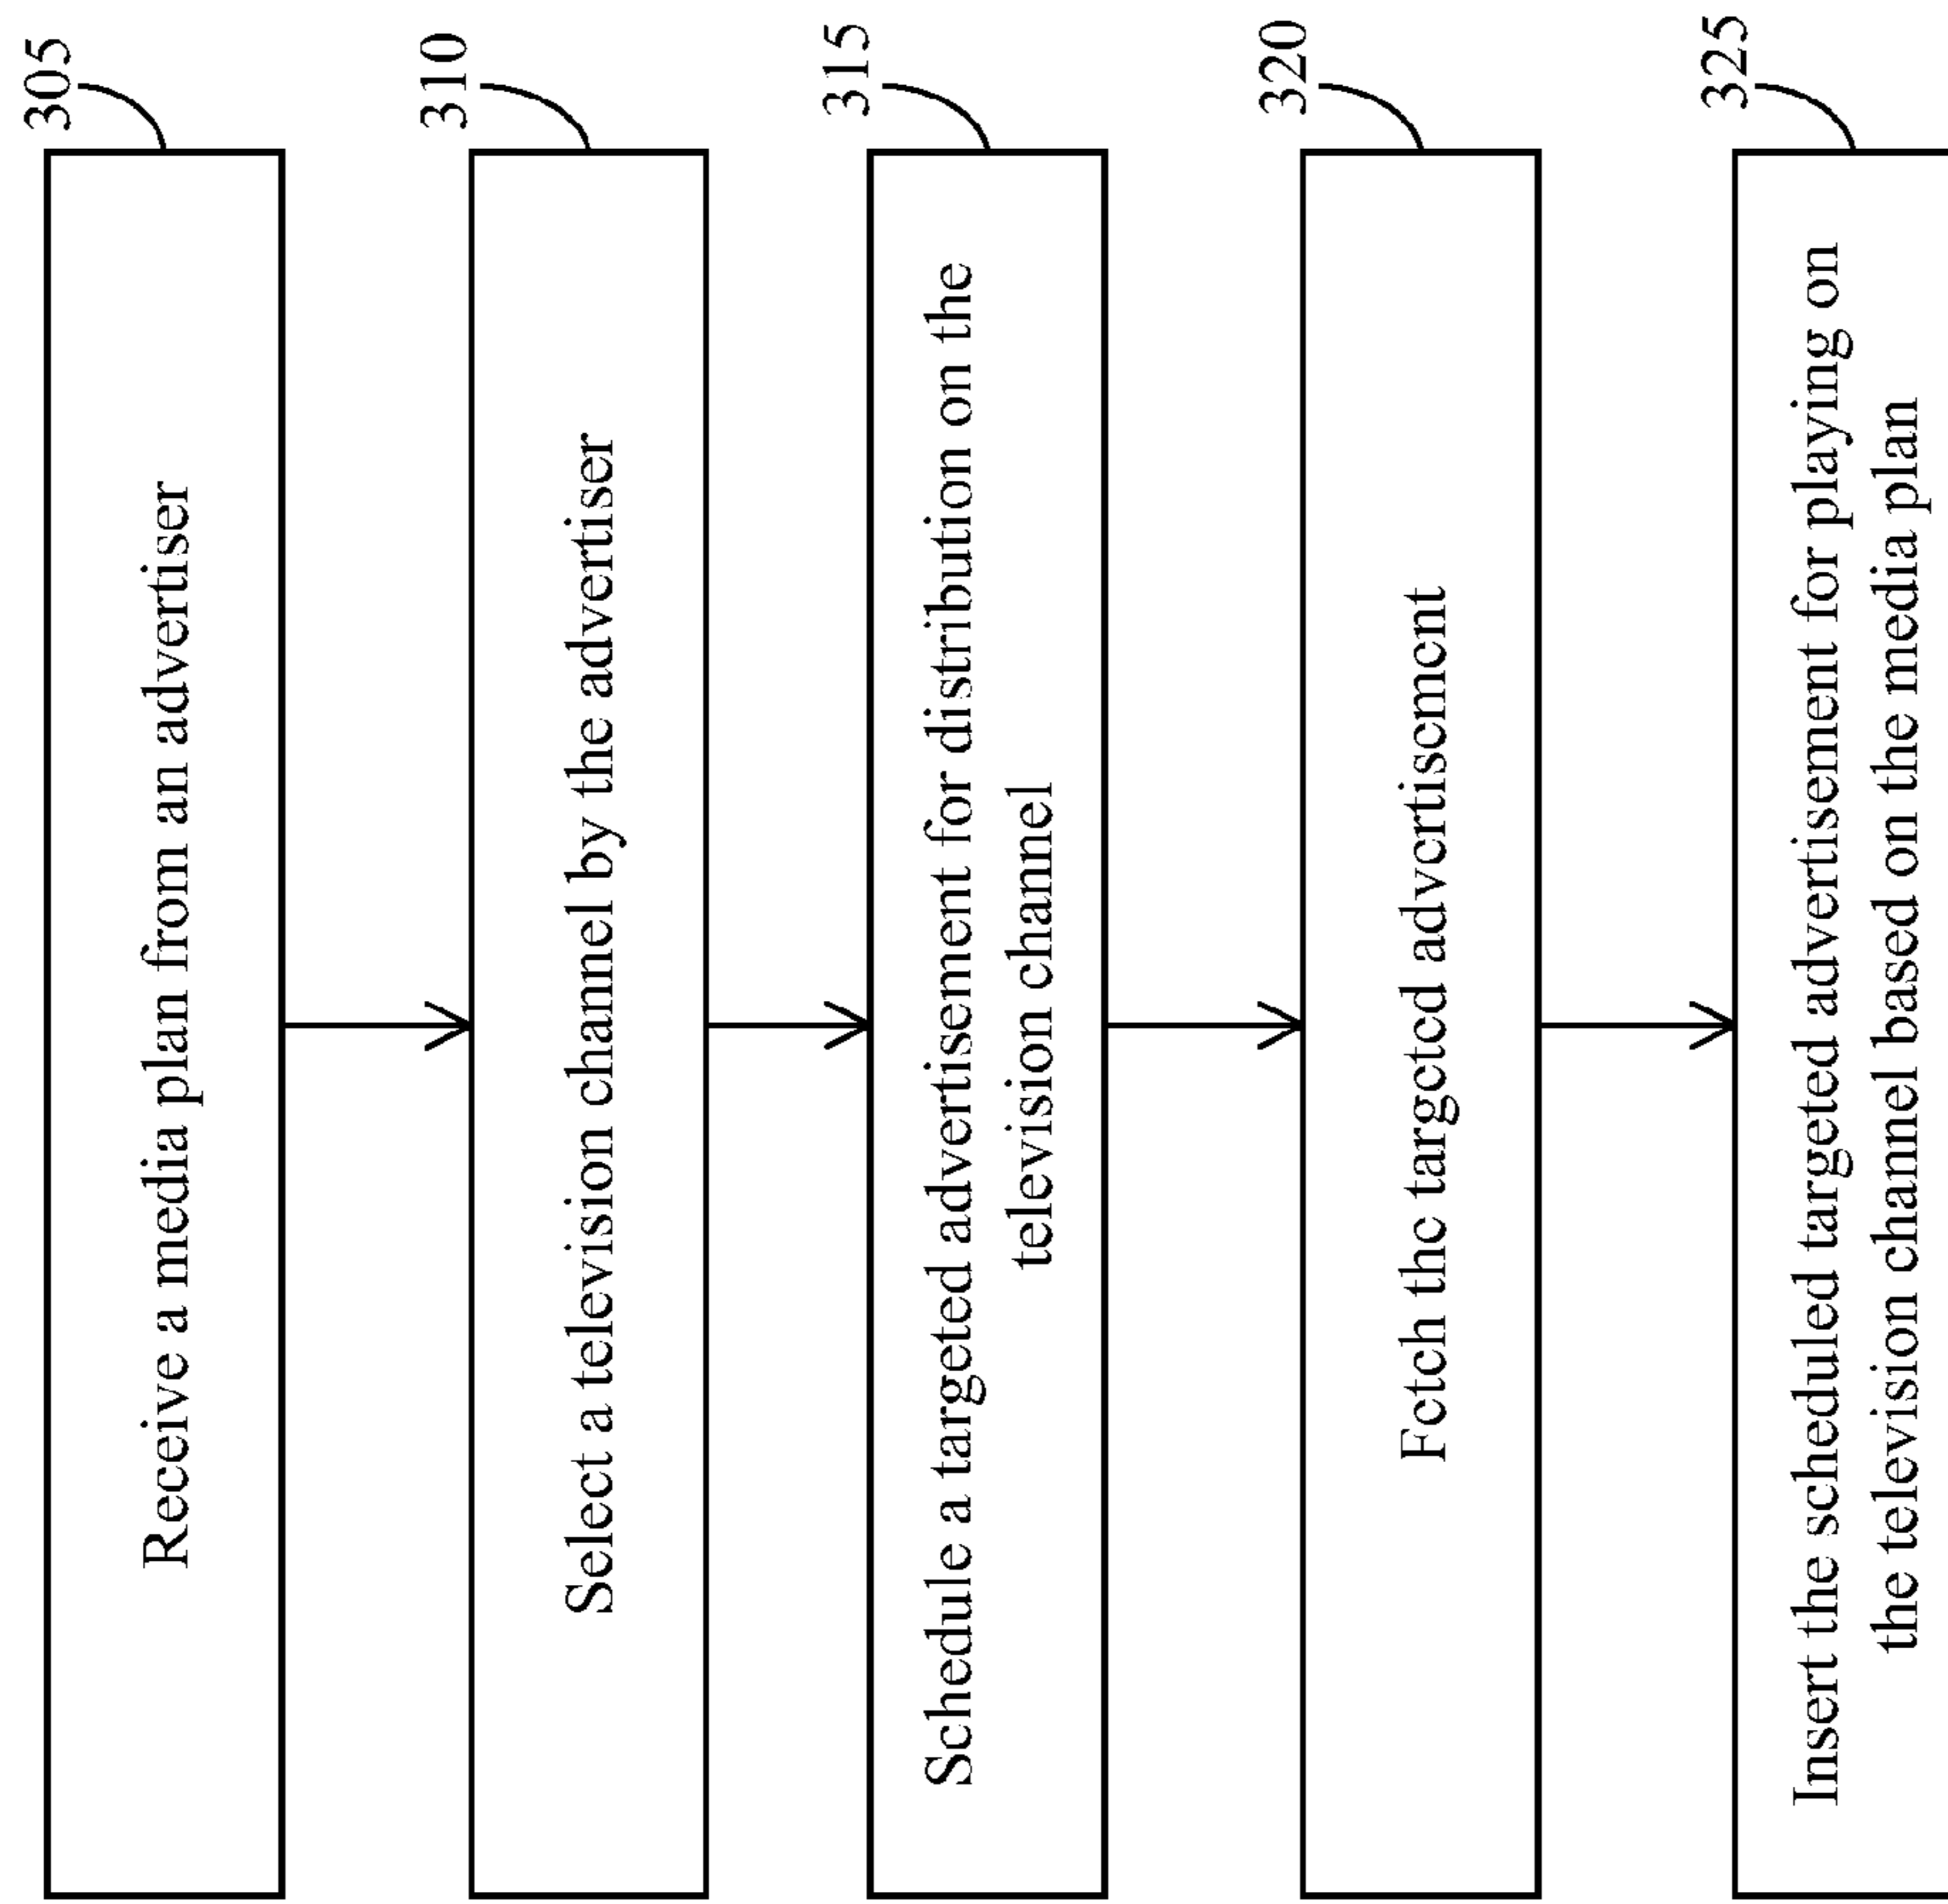 305
Receive a media plan from an advertiser
310
Select a television channel by the advertiser
315
Schedule a targeted advertisement for distribution on the
television channel
320
Fetch the targeted advertisement
325
Insert the scheduled targeted advertisement for playing on
the television channel based on the media plan